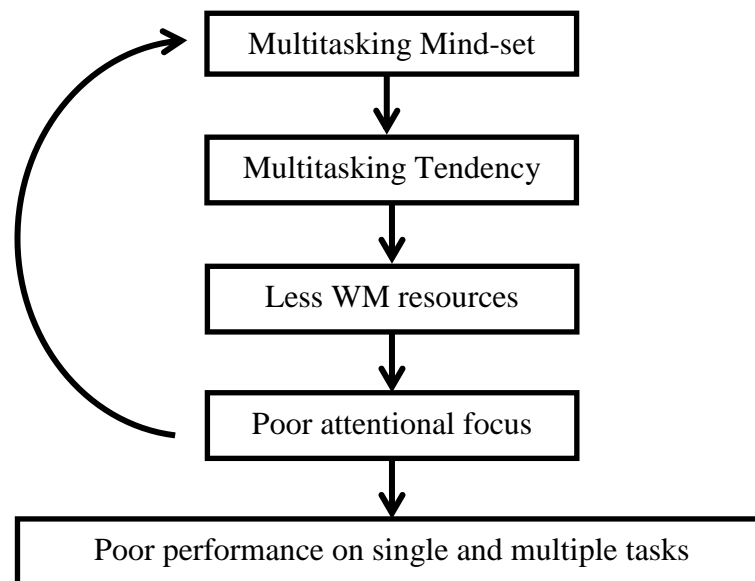 Multitasking Mind-set
Multitasking Tendency
Less WM resources
Poor attentional focus
Poor performance on single and multiple tasks